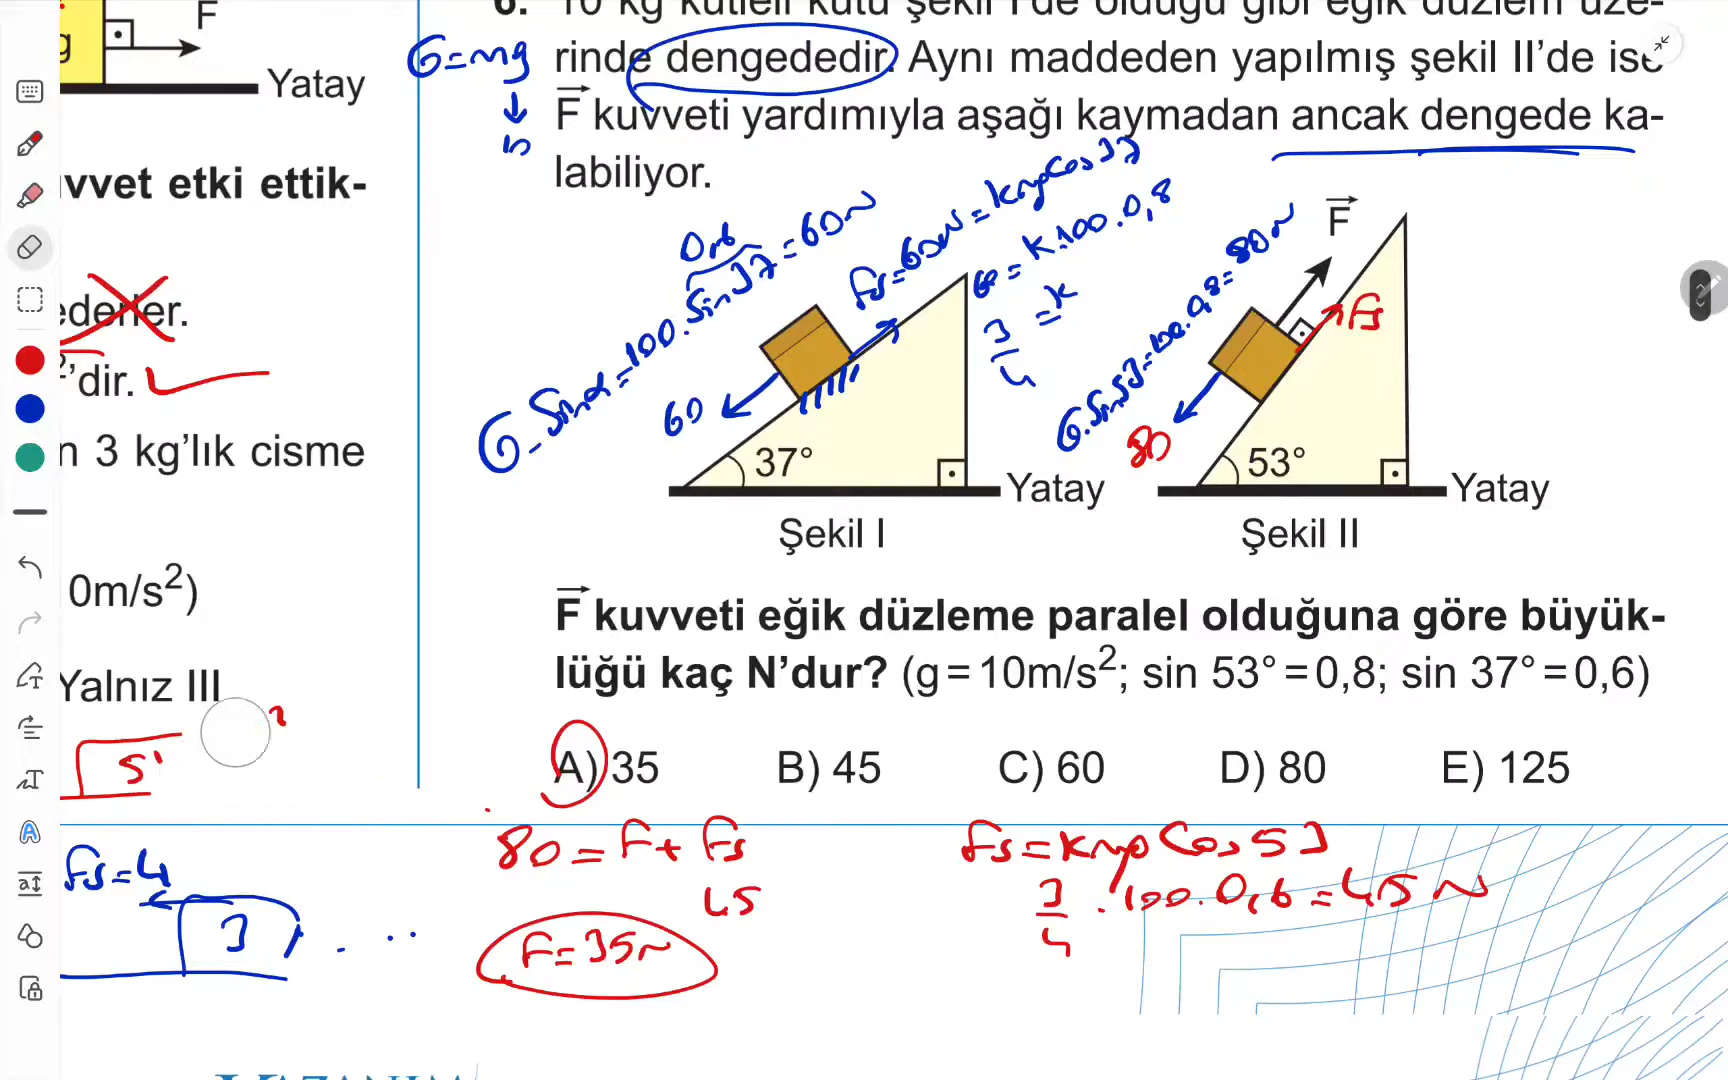 F
g
Yatay
vvet etki ettik-
ederler.
²'dir.
n 3 kg'lık cisme
0m/s²)
Yalnız III
5
fs=4
3
G=mg
6. 10 kg kütleli kutu şekil I'de olduğu gibi eğik düzlem üze-
rinde dengededir. Aynı maddeden yapılmış şekil II'de ise
F kuvveti yardımıyla aşağı kaymadan ancak dengede ka-
labiliyor.
G.Sinα=100.Sin37=60N
0,6
fs=60N=kmgCos37
60=k.100.0,8
3/4=k
60
37°
Yatay
Şekil I
G.Sin53=100.0,8=80N
F
fs
80
53°
Yatay
Şekil II
F kuvveti eğik düzleme paralel olduğuna göre büyük-
lüğü kaç N'dur? (g=10m/s²; sin 53°=0,8; sin 37°=0,6)
A) 35 B) 45 C) 60 D) 80 E) 125
80=F+fs
45
F=35N
fs=kmgCos53
3/4.100.0,6=45N